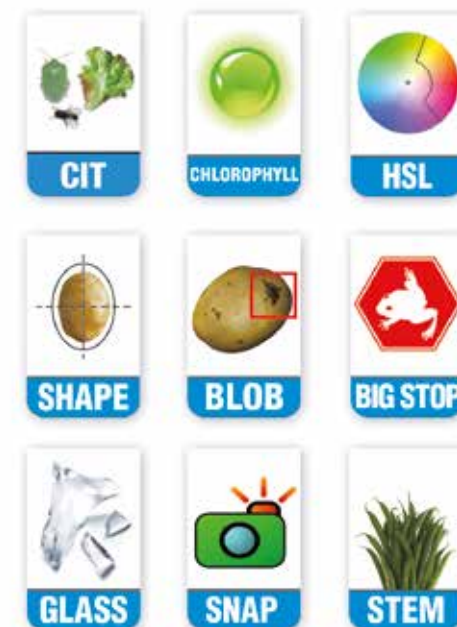 CIT
CHLOROPHYLL
HSL
SHAPE
BLOB
BIG STOP
GLASS
SNAP
STEM